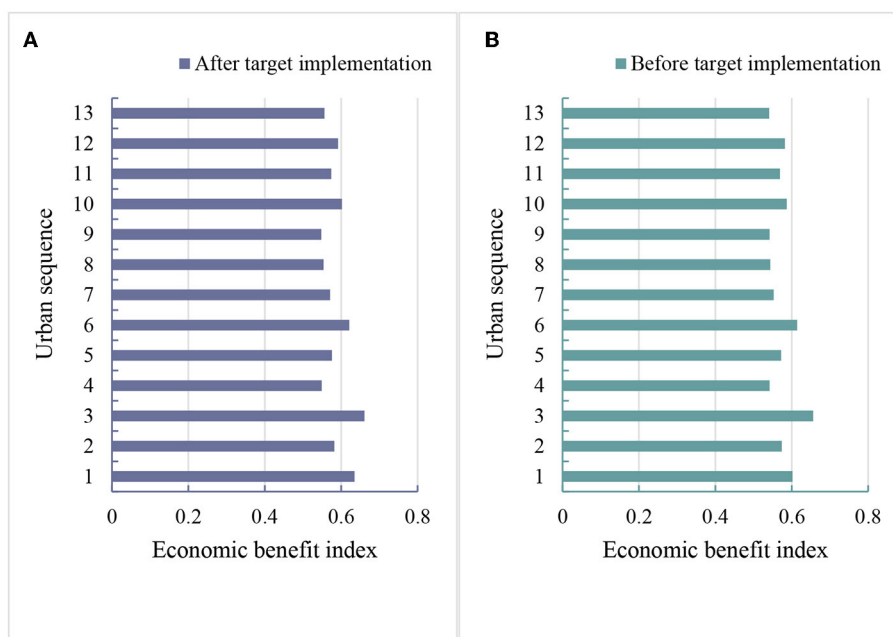 A
After target implementation
Urban sequence
13
12
11
10
9
8
7
6
5
4
3
2
1
0 0.2 0.4 0.6 0.8
Economic benefit index
B
Before target implementation
Urban sequence
13
12
11
10
9
8
7
6
5
4
3
2
1
0 0.2 0.4 0.6 0.8
Economic benefit index